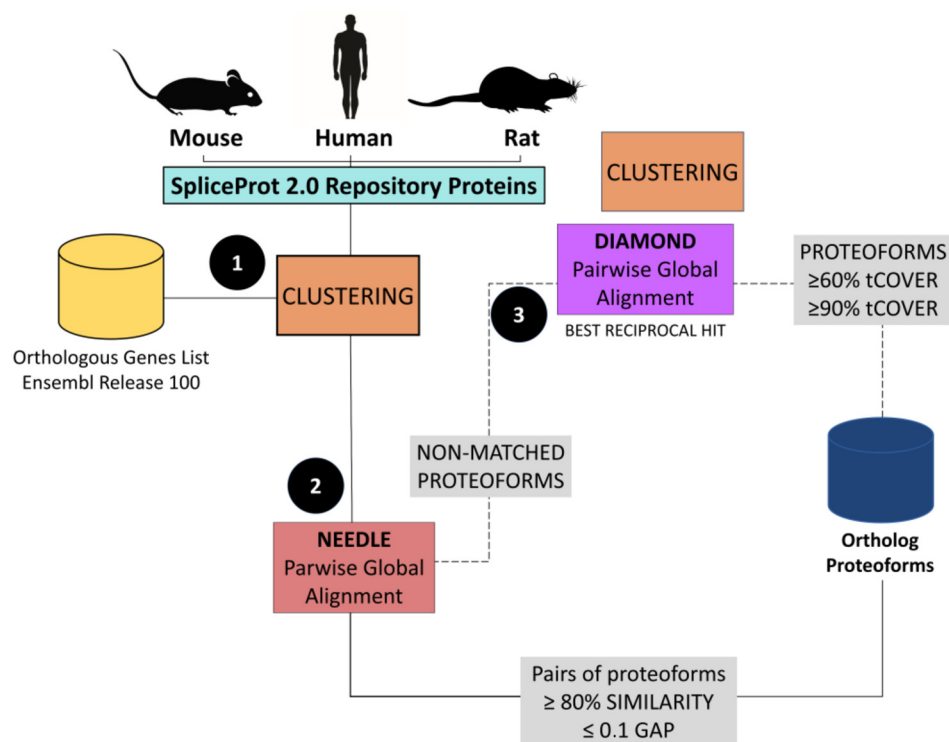 Mouse
Human
Rat
SpliceProt 2.0 Repository Proteins
CLUSTERING
1
CLUSTERING
Orthologous Genes List
Ensembl Release 100
DIAMOND
Pairwise Global
Alignment
3
BEST RECIPROCAL HIT
PROTEOFORMS
≥60% tCOVER
≥90% tCOVER
NON-MATCHED
PROTEOFORMS
2
NEEDLE
Parwise Global
Alignment
Ortholog
Proteoforms
Pairs of proteoforms
≥ 80% SIMILARITY
≤ 0.1 GAP